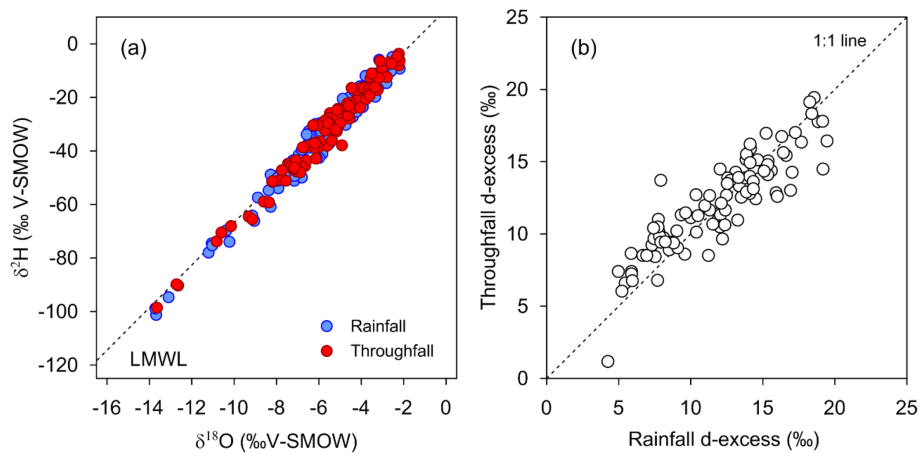 (a)
0
-20
-40
-60
-80
-100
-120
δ²H (‰ V-SMOW)
Rainfall
Throughfall
LMWL
-16 -14 -12 -10 -8 -6 -4 -2 0
δ¹⁸O (‰V-SMOW)
(b)
1:1 line
25
20
15
10
5
0
Throughfall d-excess (‰)
0 5 10 15 20 25
Rainfall d-excess (‰)